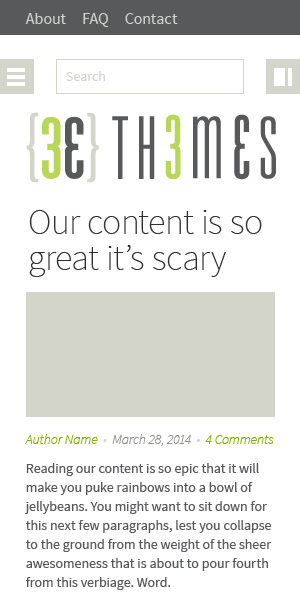 About FAQ Contact
Search
{3E} TH3MES
Our content is so
great it's scary
Author Name • March 28, 2014 • 4 Comments
Reading our content is so epic that it will
make you puke rainbows into a bowl of
jellybeans. You might want to sit down for
this next few paragraphs, lest you collapse
to the ground from the weight of the sheer
awesomeness that is about to pour fourth
from this verbiage. Word.